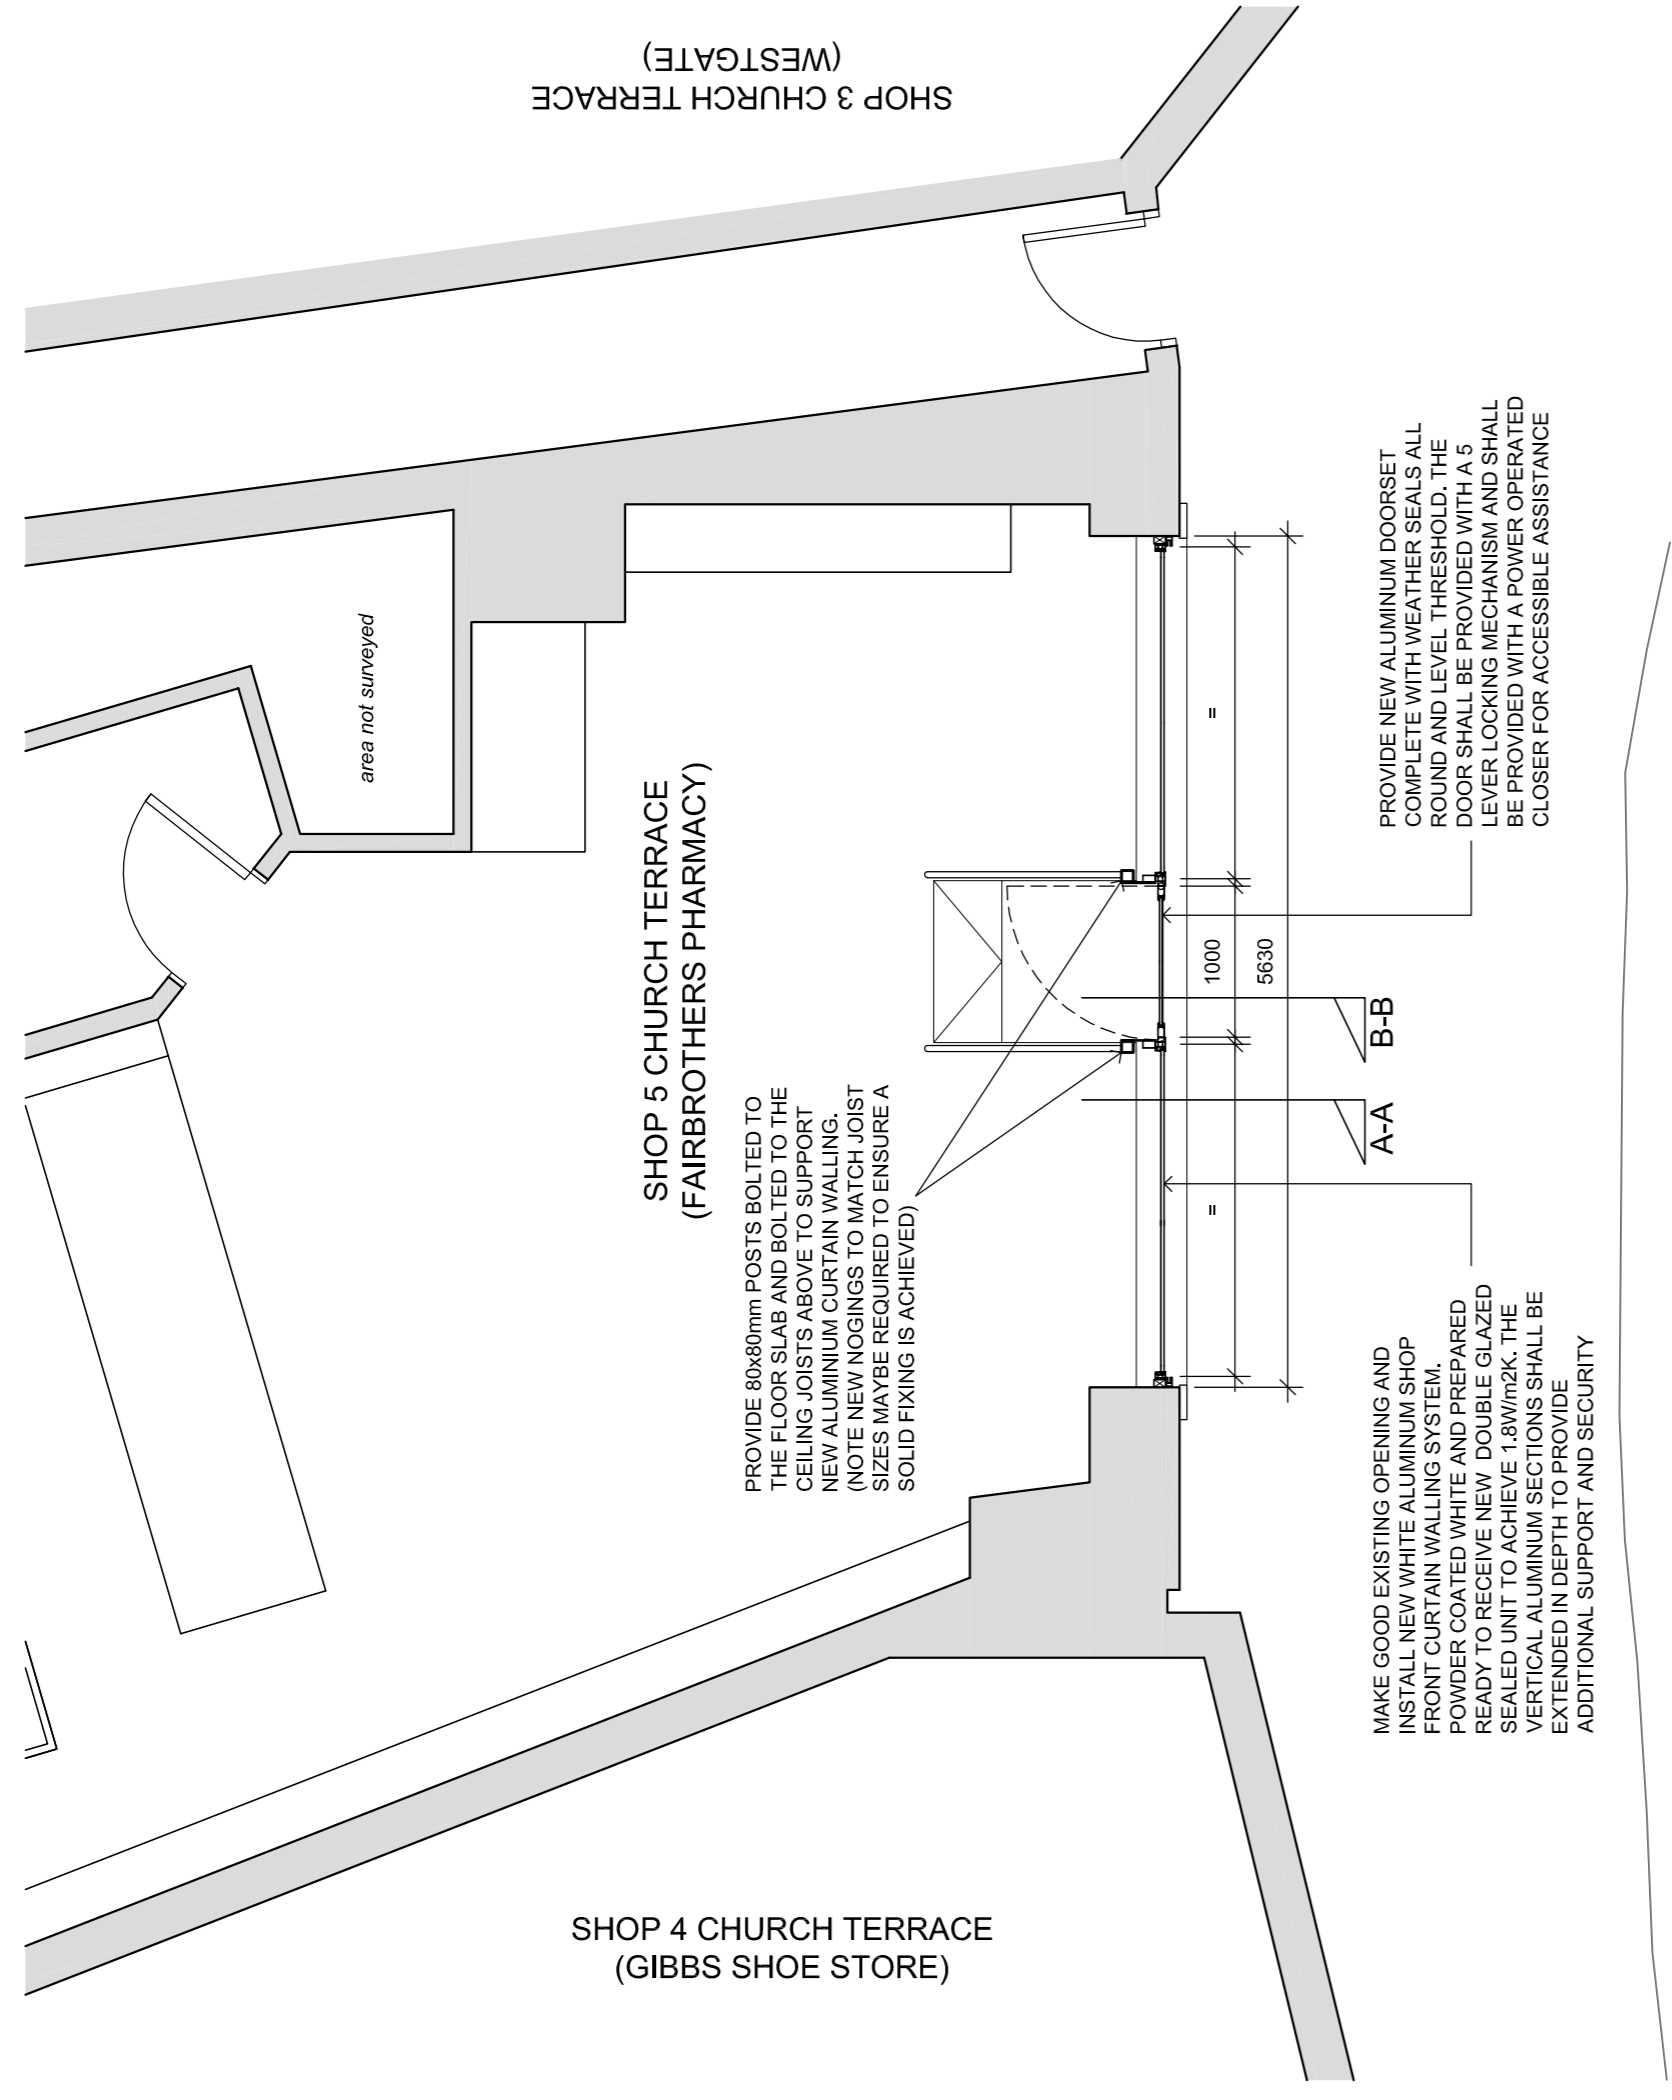 SHOP 3 CHURCH TERRACE
(WESTGATE)
area not surveyed
SHOP 5 CHURCH TERRACE
(FAIRBROTHERS PHARMACY)
PROVIDE 80x80mm POSTS BOLTED TO
THE FLOOR SLAB AND BOLTED TO THE
CEILING JOISTS ABOVE TO SUPPORT
NEW ALUMINIUM CURTAIN WALLING.
(NOTE NEW NOGINGS TO MATCH JOIST
SIZES MAYBE REQUIRED TO ENSURE A
SOLID FIXING IS ACHIEVED)
=
1000
=
5630
A-A
B-B
MAKE GOOD EXISTING OPENING AND
INSTALL NEW WHITE ALUMINUM SHOP
FRONT CURTAIN WALLING SYSTEM.
POWDER COATED WHITE AND PREPARED
READY TO RECEIVE NEW DOUBLE GLAZED
SEALED UNIT TO ACHIEVE 1.8W/m2K. THE
VERTICAL ALUMINUM SECTIONS SHALL BE
EXTENDED IN DEPTH TO PROVIDE
ADDITIONAL SUPPORT AND SECURITY
PROVIDE NEW ALUMINUM DOORSET
COMPLETE WITH WEATHER SEALS ALL
ROUND AND LEVEL THRESHOLD. THE
DOOR SHALL BE PROVIDED WITH A 5
LEVER LOCKING MECHANISM AND SHALL
BE PROVIDED WITH A POWER OPERATED
CLOSER FOR ACCESSIBLE ASSISTANCE
SHOP 4 CHURCH TERRACE
(GIBBS SHOE STORE)